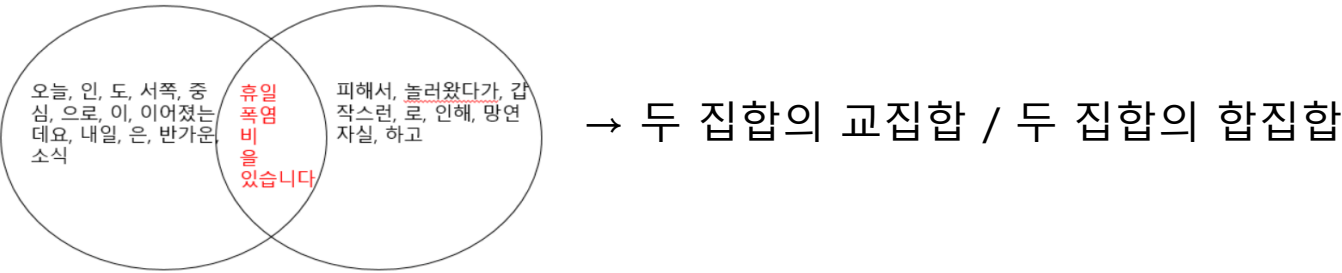 오늘, 인, 도, 서쪽, 중
심, 으로, 이, 이어졌는
데요, 내일, 은, 반가운,
소식
휴일
폭염
비
을
있습니다
피해서, 놀러왔다가, 갑
작스런, 로, 인해, 망연
자실, 하고
→ 두 집합의 교집합 / 두 집합의 합집합